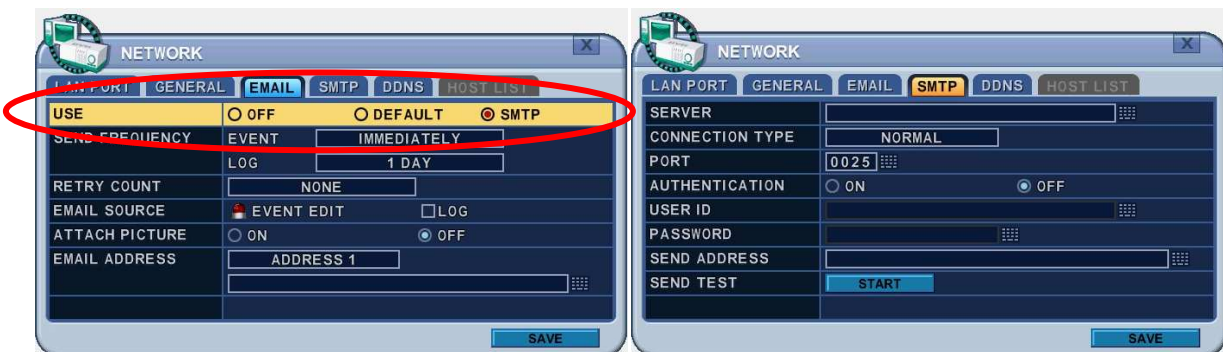 NETWORK
X
LAN PORT GENERAL EMAIL SMTP DDNS HOST LIST
USE OFF DEFAULT SMTP
SEND FREQUENCY EVENT IMMEDIATELY
LOG 1 DAY
RETRY COUNT NONE
EMAIL SOURCE EVENT EDIT LOG
ATTACH PICTURE ON OFF
EMAIL ADDRESS ADDRESS 1
SAVE
NETWORK
X
LAN PORT GENERAL EMAIL SMTP DDNS HOST LIST
SERVER
CONNECTION TYPE NORMAL
PORT 0025
AUTHENTICATION ON OFF
USER ID
PASSWORD
SEND ADDRESS
SEND TEST START
SAVE